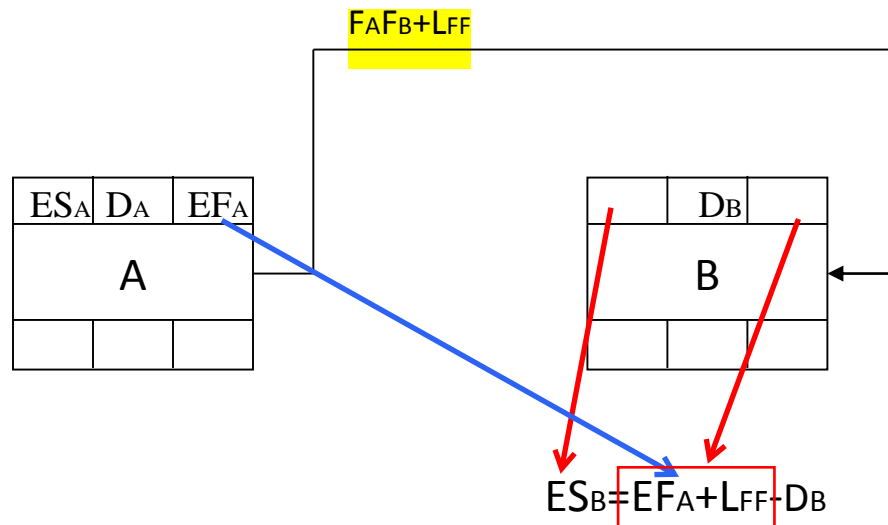 FAFB+LFF
ESA DA EFA
DB
A
B
ESB=EFA+LFF-DB